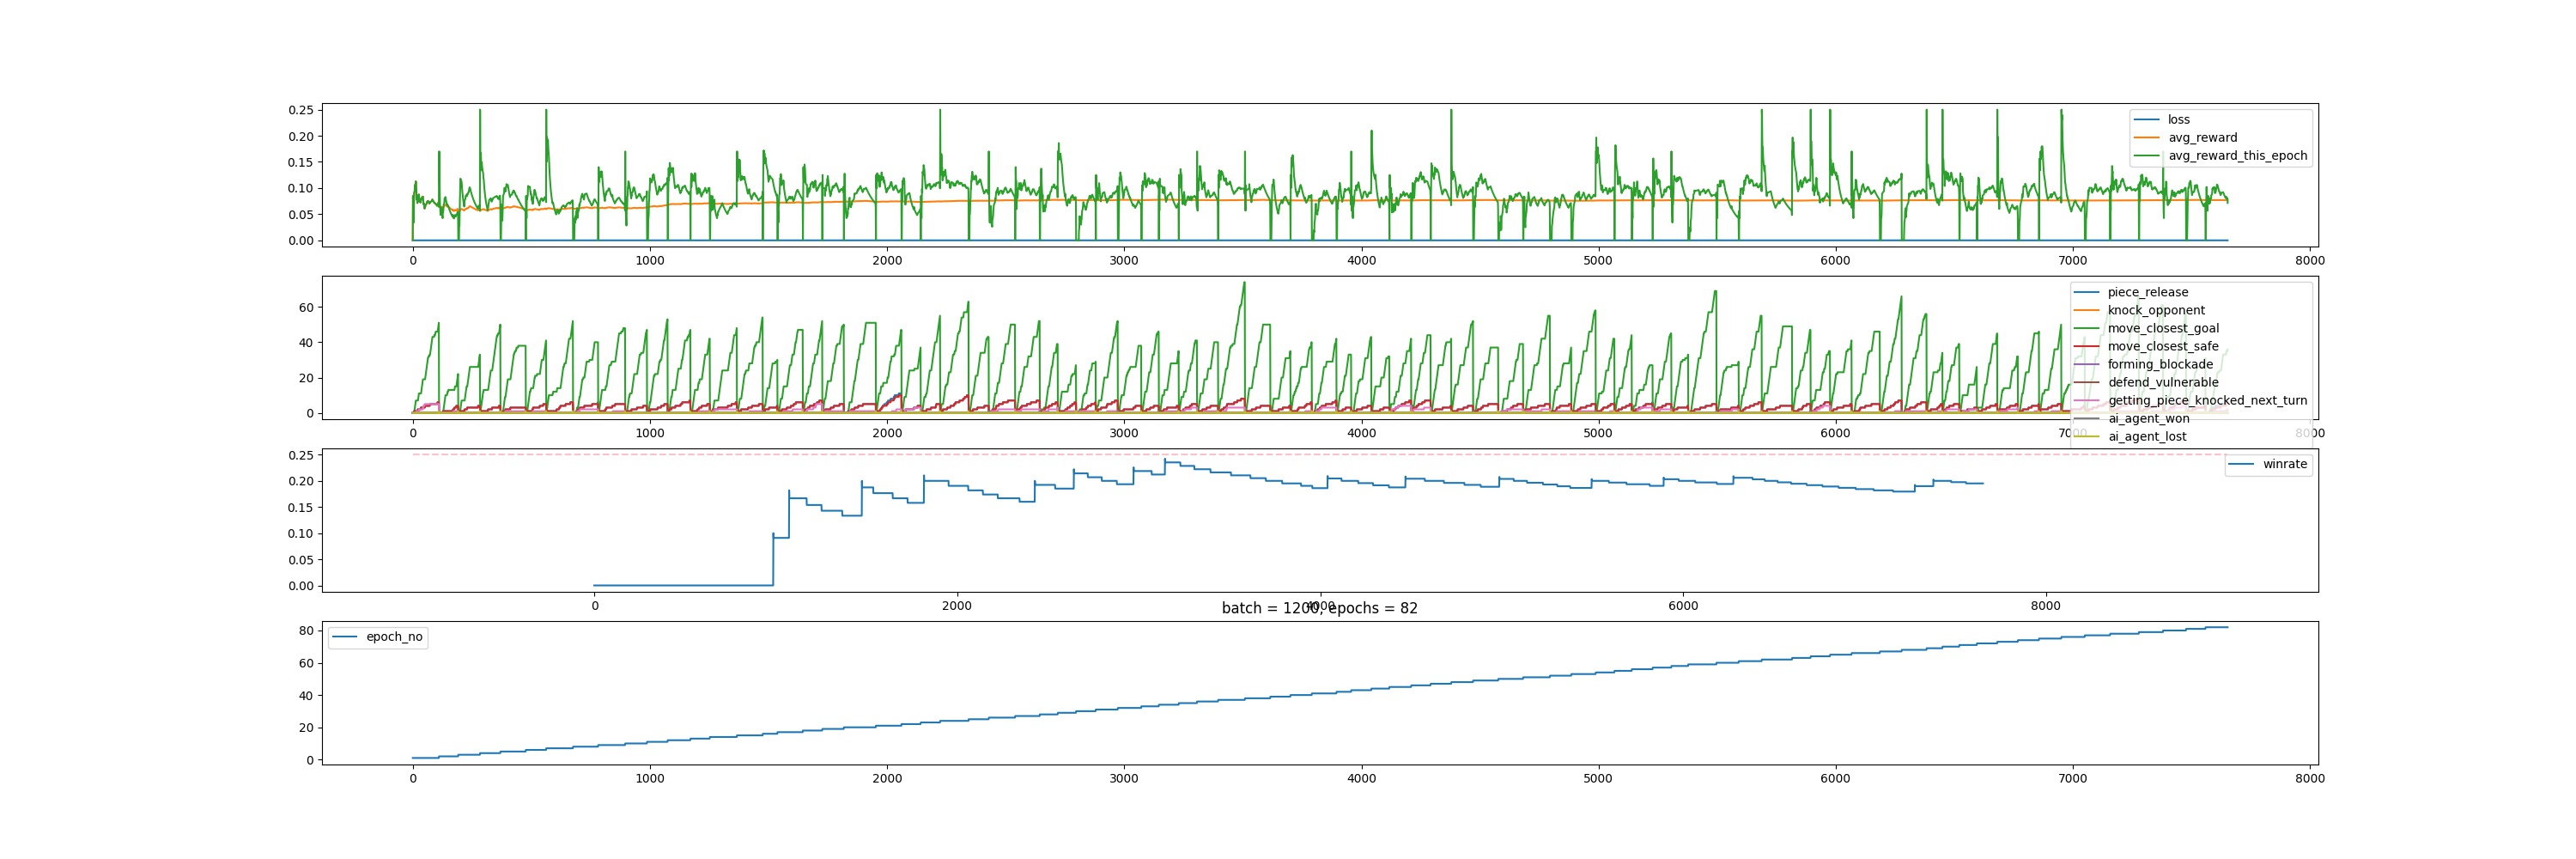 0.25
0.20
0.15
0.10
0.05
0.00
loss
avg_reward
avg_reward_this_epoch
0 1000 2000 3000 4000 5000 6000 7000 8000
60
40
20
0
piece_release
knock_opponent
move_closest_goal
move_closest_safe
forming_blockade
defend_vulnerable
getting_piece_knocked_next_turn
ai_agent_won
ai_agent_lost
0 1000 2000 3000 4000 5000 6000 7000 8000
0.25
0.20
0.15
0.10
0.05
0.00
winrate
0 2000 4000 6000 8000
batch = 1200, epochs = 82
80
60
40
20
0
epoch_no
0 1000 2000 3000 4000 5000 6000 7000 8000